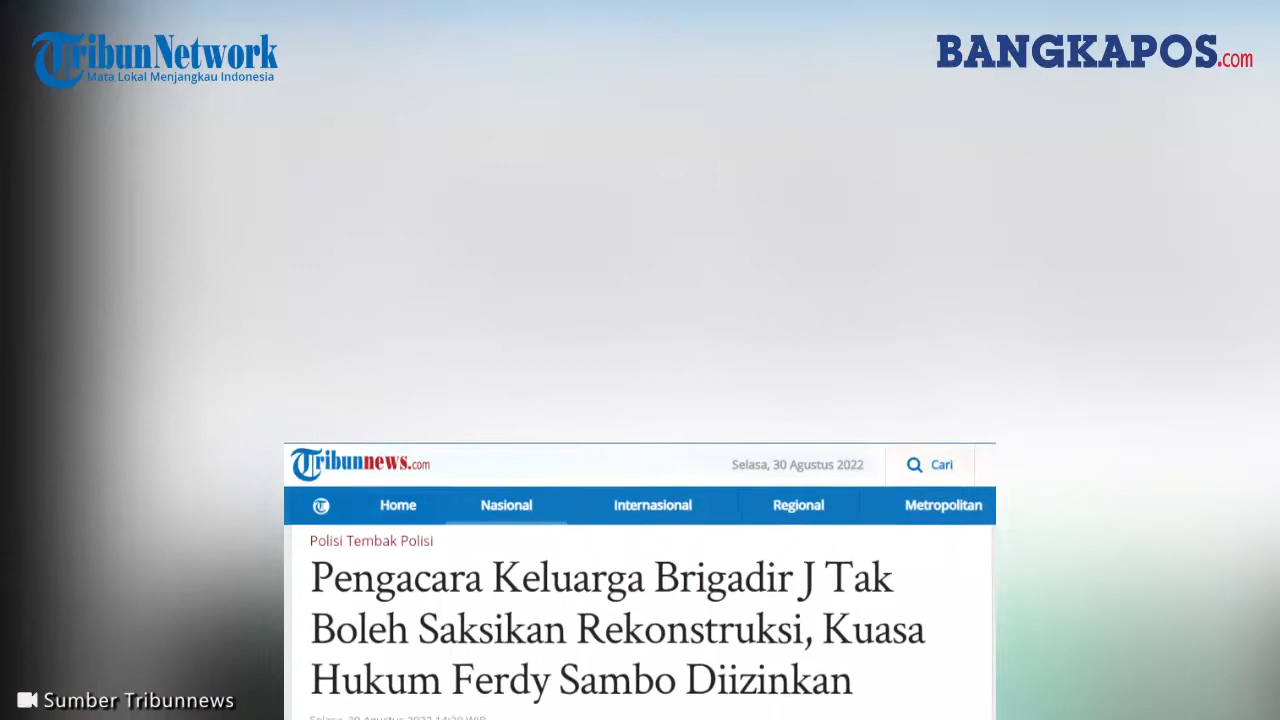 TribunNetwork
Mata Lokal Menjangkau Indonesia
BANGKAPOS.com
Tribunnews.com
Selasa, 30 Agustus 2022
Cari
Home
Nasional
Internasional
Regional
Metropolitan
Polisi Tembak Polisi
Pengacara Keluarga Brigadir J Tak
Boleh Saksikan Rekonstruksi, Kuasa
Hukum Ferdy Sambo Diizinkan
Sumber Tribunnews